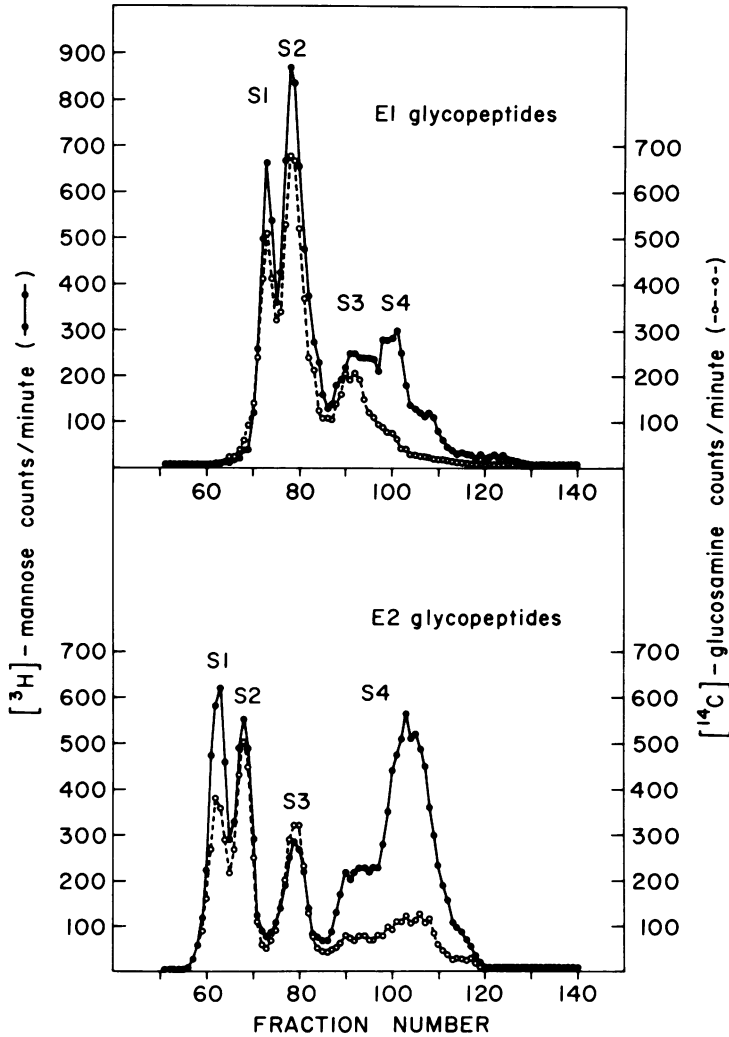 [³H]-mannose counts/minute (●—●)
[¹⁴C]-glucosamine counts/minute (-o--o-)
E1 glycopeptides
900
800
700
600
500
400
300
200
100
700
600
500
400
300
200
100
S1
S2
S3
S4
60 80 100 120 140
E2 glycopeptides
700
600
500
400
300
200
100
700
600
500
400
300
200
100
S1
S2
S3
S4
60 80 100 120 140
FRACTION NUMBER